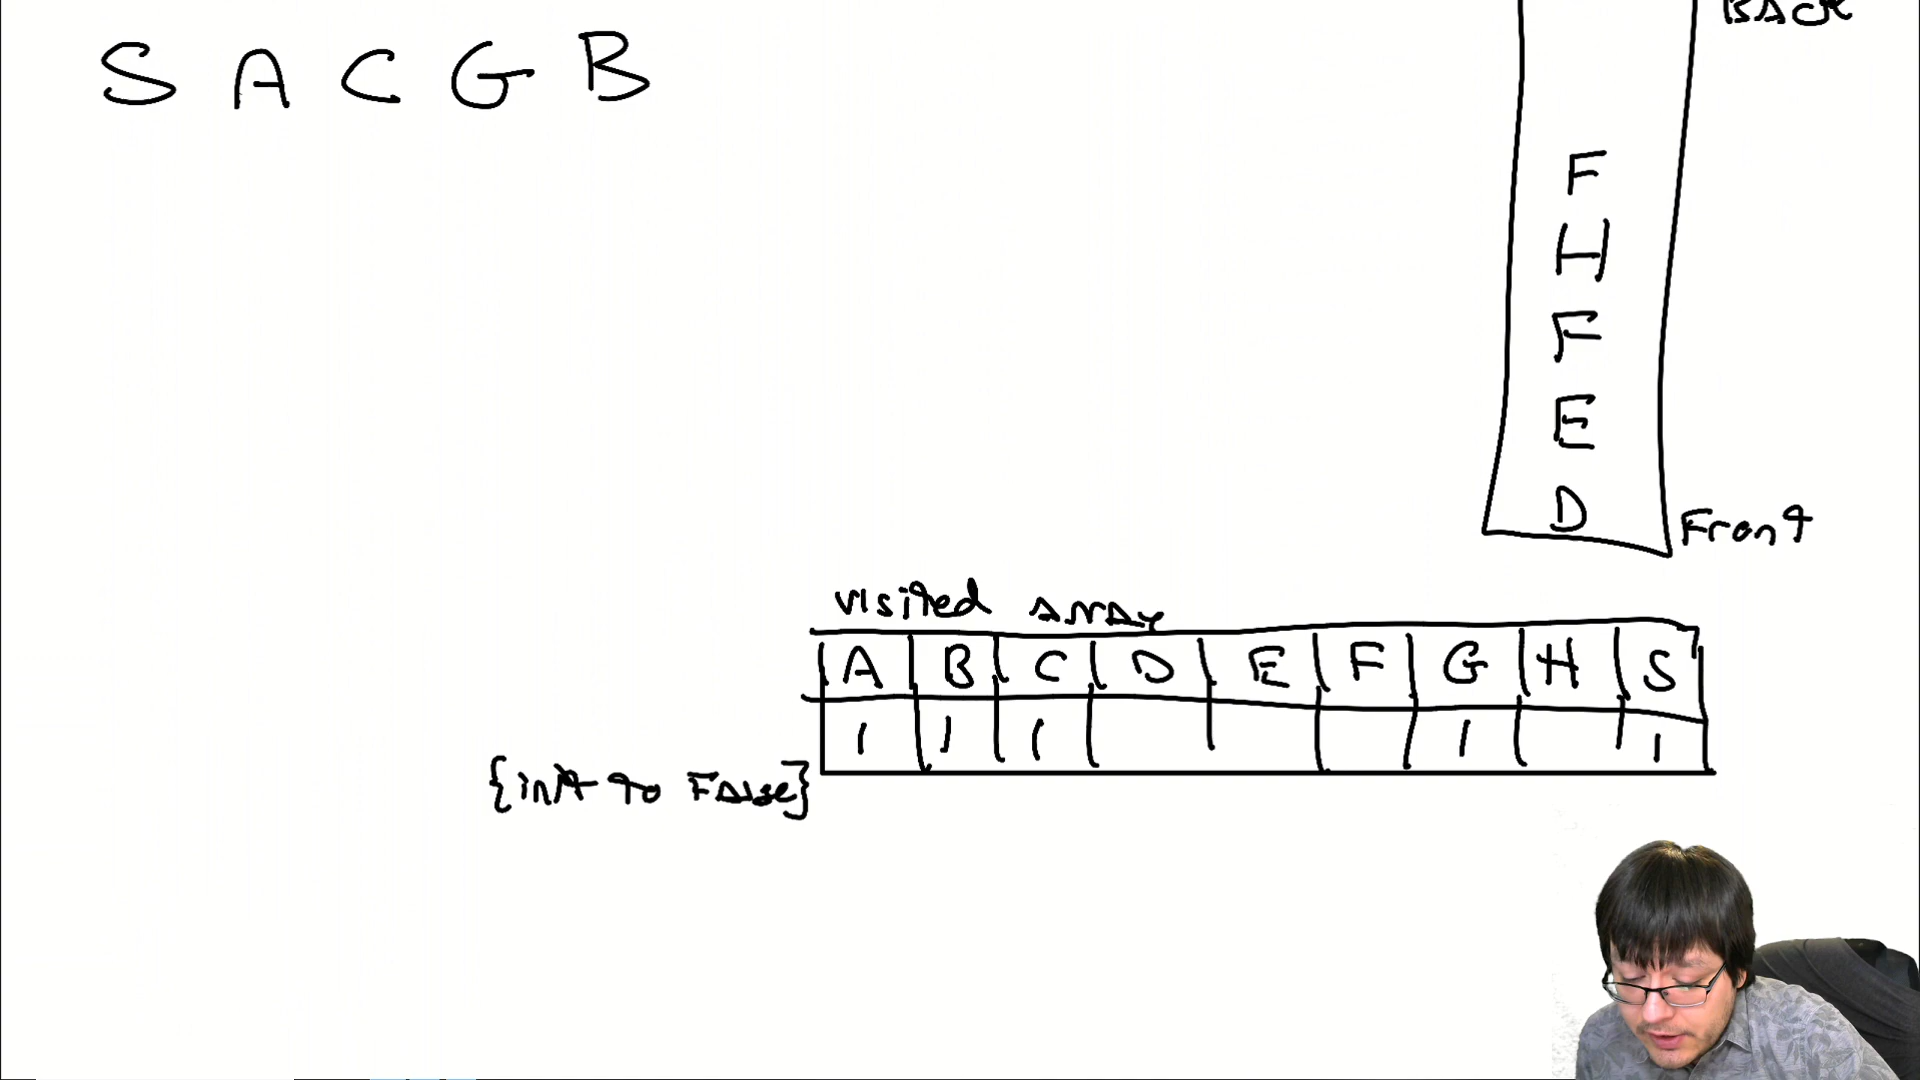 BACK
S A C G B
F
H
F
E
D
Front
visited array
A B C D E F G H S
1 1 1 1 1
{init to False}